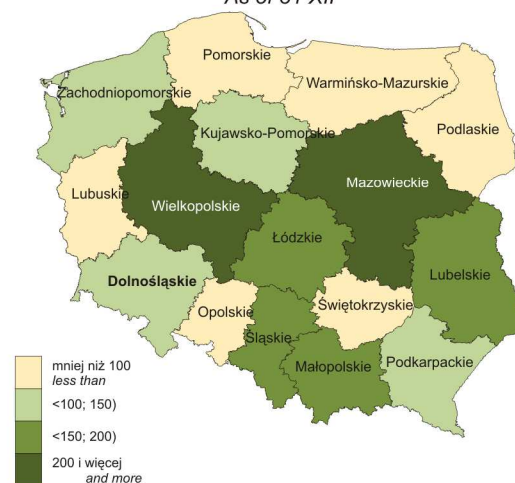 As of 31 XII
Pomorskie
Warmińsko-Mazurskie
Zachodniopomorskie
Podlaskie
Kujawsko-Pomorskie
Mazowieckie
Lubuskie
Wielkopolskie
Łódzkie
Lubelskie
Dolnośląskie
Opolskie
Świętokrzyskie
Śląskie
Małopolskie
Podkarpackie
mniej niż 100
less than
<100; 150)
<150; 200)
200 i więcej
and more